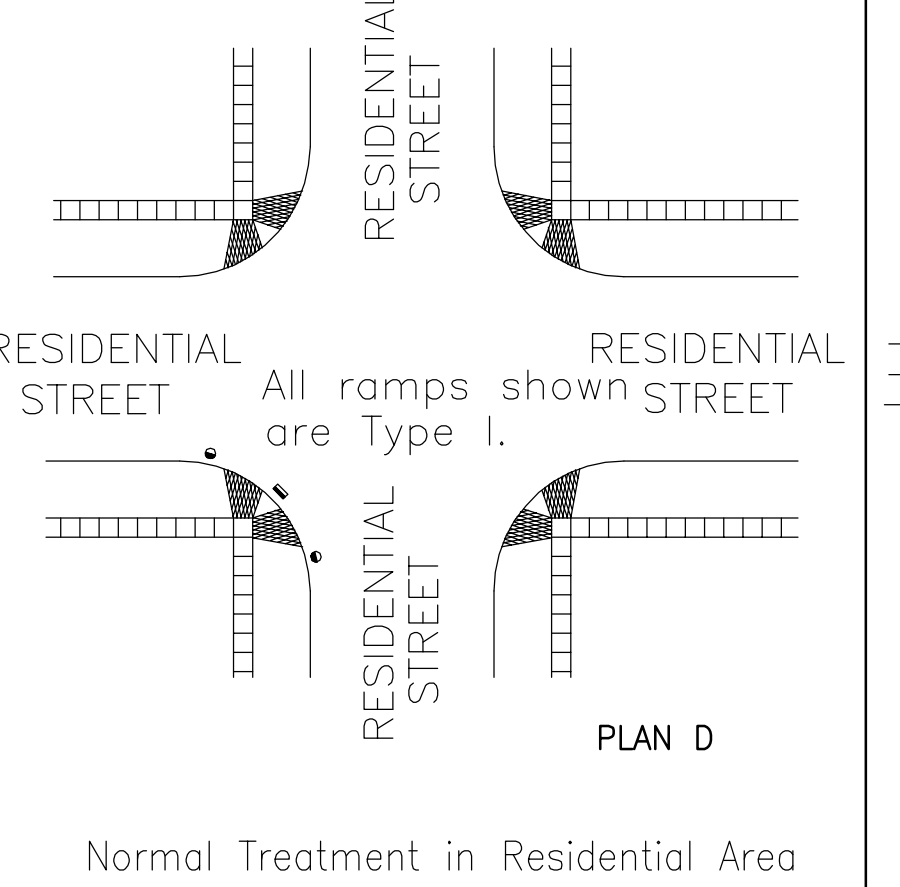 RESIDENTIAL
STREET
RESIDENTIAL
STREET
RESIDENTIAL
STREET
All ramps shown
are Type I.
RESIDENTIAL
STREET
PLAN D
Normal Treatment in Residential Area